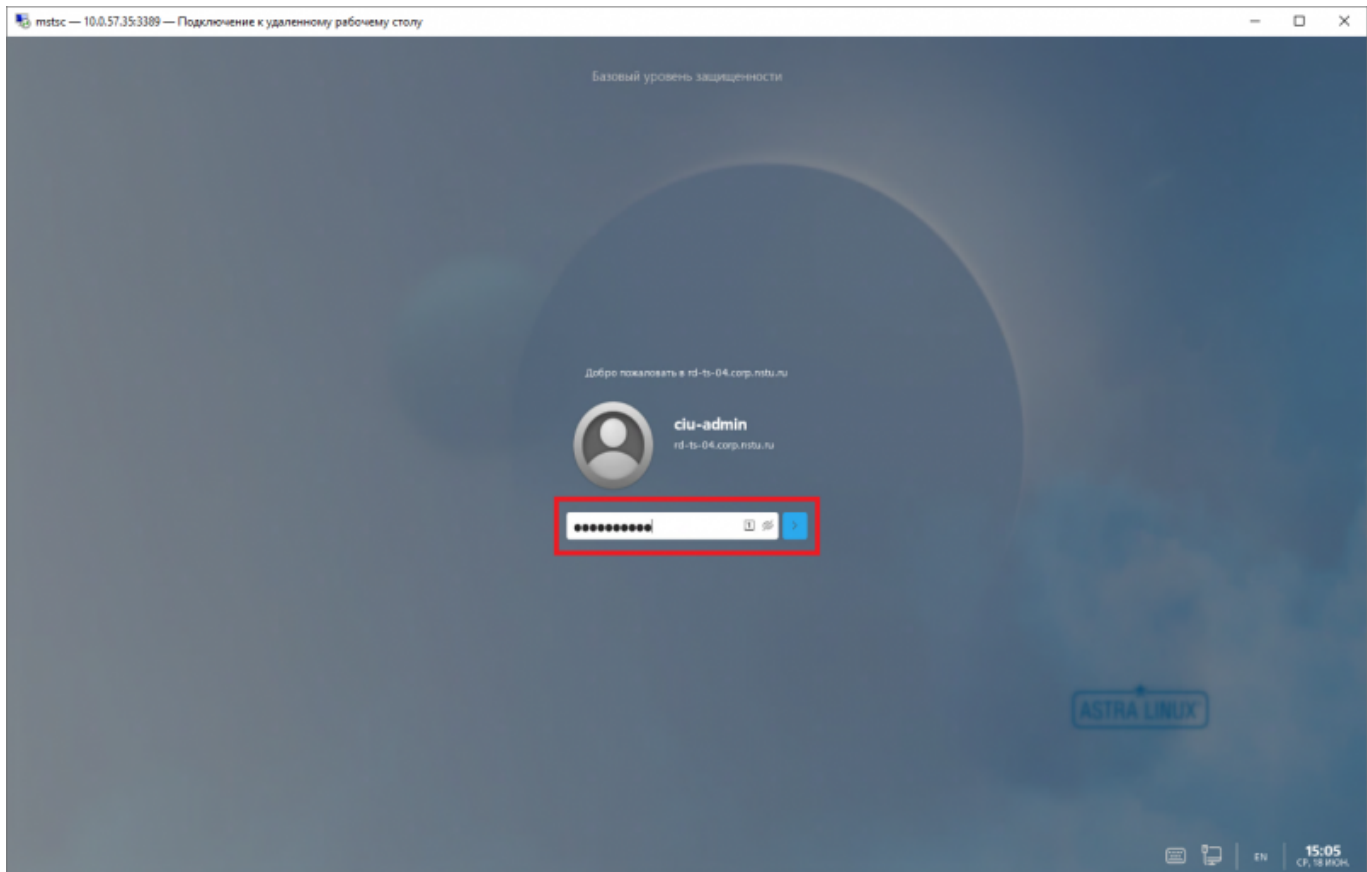 mstsc — 10.0.57.35:3389 — Подключение к удаленному рабочему столу
Базовый уровень защищенности
Добро пожаловать в rd-ts-04.corp.nstu.ru
ciu-admin
rd-ts-04.corp.nstu.ru
1
ASTRA LINUX
EN
15:05
СР, 18 ИЮН.